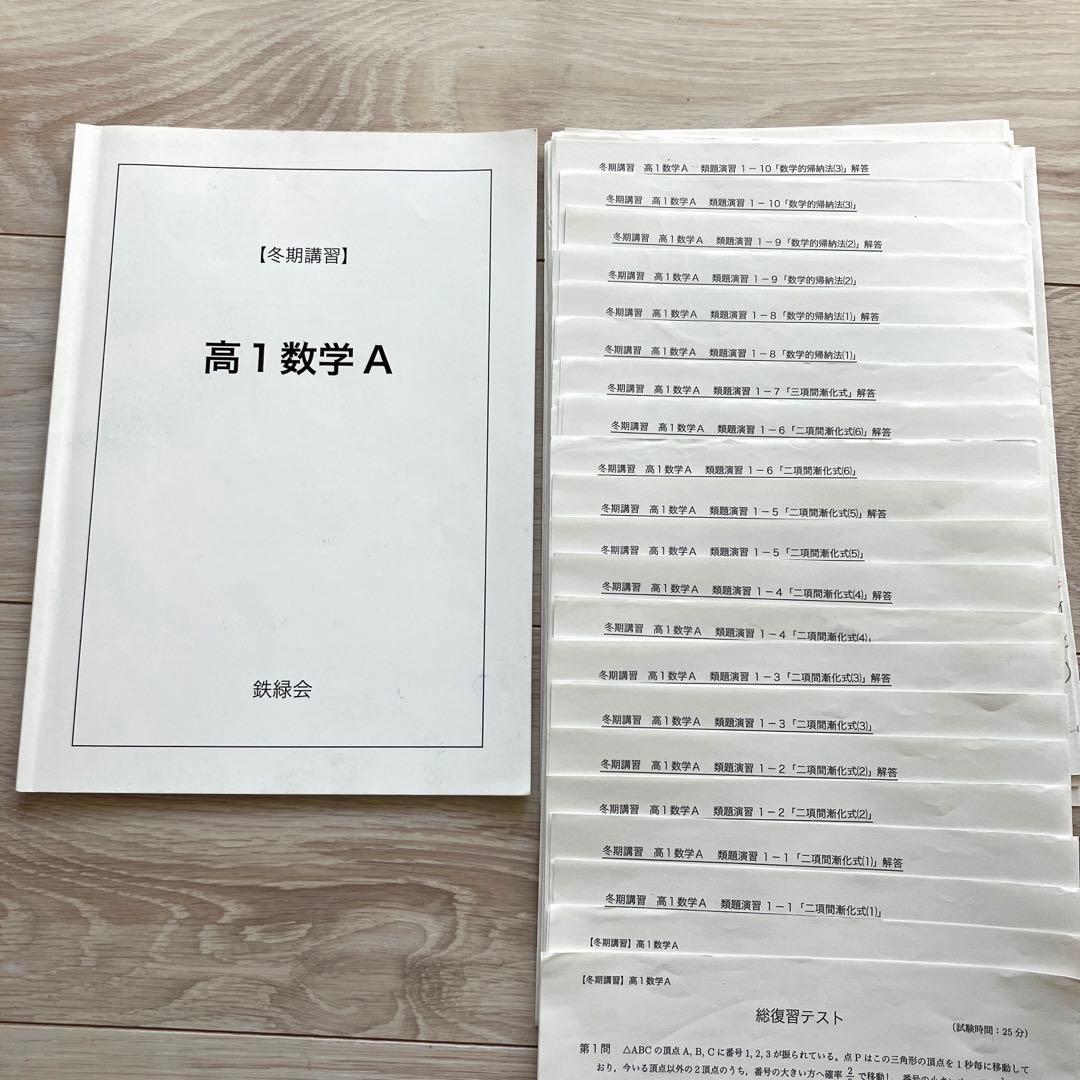 【冬期講習】
高1数学A
鉄緑会
冬期講習 高1数学A 類題演習 1－10「数学的帰納法(3)」解答
冬期講習 高1数学A 類題演習 1－10「数学的帰納法(3)」
冬期講習 高1数学A 類題演習 1－9「数学的帰納法(2)」解答
冬期講習 高1数学A 類題演習 1－9「数学的帰納法(2)」
冬期講習 高1数学A 類題演習 1－8「数学的帰納法(1)」解答
冬期講習 高1数学A 類題演習 1－8「数学的帰納法(1)」
冬期講習 高1数学A 類題演習 1－7「三項間漸化式」解答
冬期講習 高1数学A 類題演習 1－6「二項間漸化式(6)」解答
冬期講習 高1数学A 類題演習 1－6「二項間漸化式(6)」
冬期講習 高1数学A 類題演習 1－5「二項間漸化式(5)」解答
冬期講習 高1数学A 類題演習 1－5「二項間漸化式(5)」
冬期講習 高1数学A 類題演習 1－4「二項間漸化式(4)」解答
冬期講習 高1数学A 類題演習 1－4「二項間漸化式(4)」
冬期講習 高1数学A 類題演習 1－3「二項間漸化式(3)」解答
冬期講習 高1数学A 類題演習 1－3「二項間漸化式(3)」
冬期講習 高1数学A 類題演習 1－2「二項間漸化式(2)」解答
冬期講習 高1数学A 類題演習 1－2「二項間漸化式(2)」
冬期講習 高1数学A 類題演習 1－1「二項間漸化式(1)」解答
冬期講習 高1数学A 類題演習 1－1「二項間漸化式(1)」
【冬期講習】高1数学A
【冬期講習】高1数学A
総復習テスト
（試験時間：25分）
第1問 △ABCの頂点A, B, Cに番号1, 2, 3が振られている。点Pはこの三角形の頂点を1秒毎に移動して
おり、今いる頂点以外の2頂点のうち、番号の大きい方へ確率
で移動し、番号の